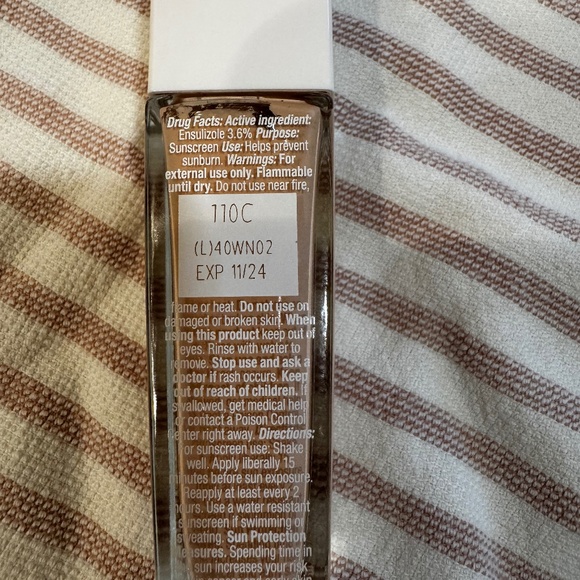 Drug Facts: Active ingredient:
Ensulizole 3.6% Purpose:
Sunscreen Use: Helps prevent
sunburn. Warnings: For
external use only. Flammable
until dry. Do not use near fire,
110C
(L)40WN02
EXP 11/24
flame or heat. Do not use on
damaged or broken skin. When
using this product keep out of
eyes. Rinse with water to
remove. Stop use and ask a
doctor if rash occurs. Keep
out of reach of children. If
swallowed, get medical help
or contact a Poison Control
Center right away. Directions:
For sunscreen use: Shake
well. Apply liberally 15
minutes before sun exposure.
Reapply at least every 2
hours. Use a water resistant
sunscreen if swimming or
sweating. Sun Protection
Measures. Spending time in
sun increases your risk